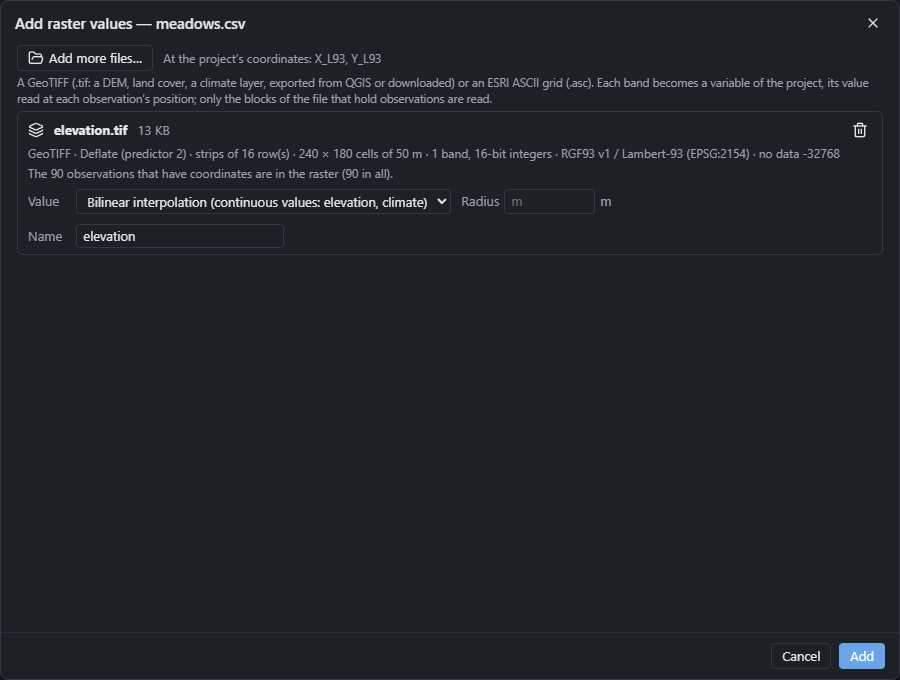 Add raster values — meadows.csv
Add more files... At the project's coordinates: X_L93, Y_L93
A GeoTIFF (.tif: a DEM, land cover, a climate layer, exported from QGIS or downloaded) or an ESRI ASCII grid (.asc). Each band becomes a variable of the project, its value
read at each observation's position; only the blocks of the file that hold observations are read.
elevation.tif 13 KB
GeoTIFF · Deflate (predictor 2) · strips of 16 row(s) · 240 × 180 cells of 50 m · 1 band, 16-bit integers · RGF93 v1 / Lambert-93 (EPSG:2154) · no data -32768
The 90 observations that have coordinates are in the raster (90 in all).
Value Bilinear interpolation (continuous values: elevation, climate) Radius m m
Name elevation
Cancel Add